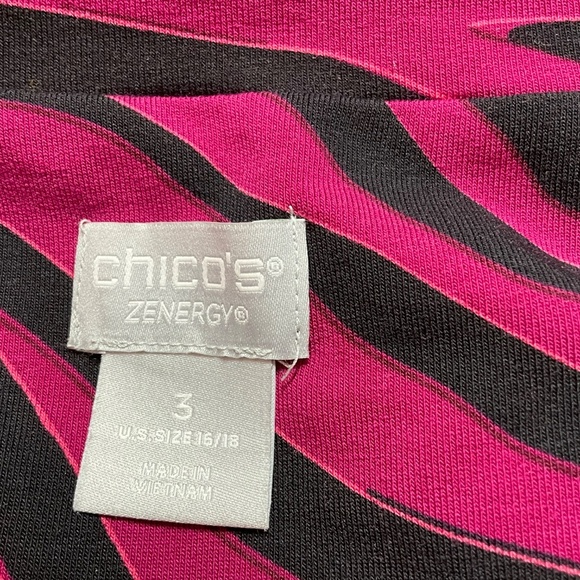 chico's®
ZENERGY®
3
U.S. SIZE 16/18
MADE IN
VIETNAM